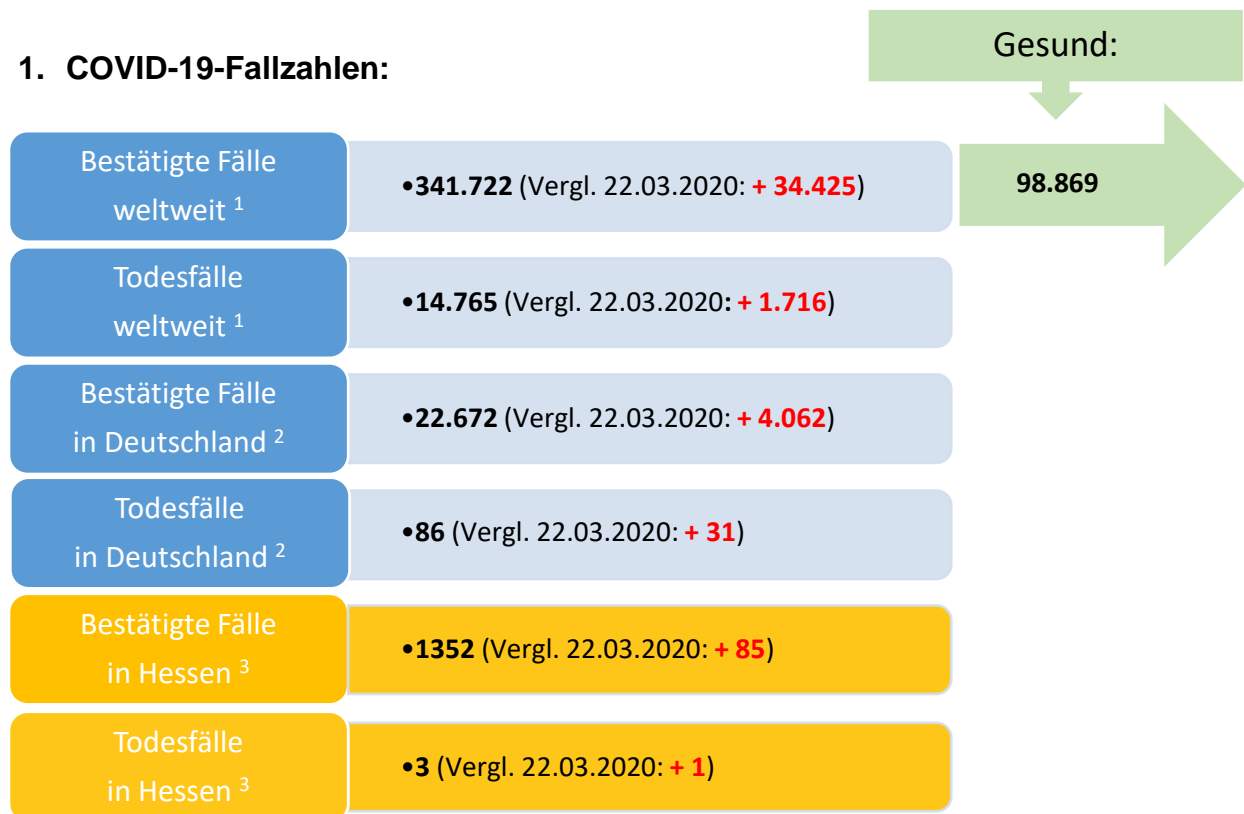 1. COVID-19-Fallzahlen:
Gesund:
Bestätigte Fälle
weltweit 1
•341.722 (Vergl. 22.03.2020: + 34.425)
98.869
Todesfälle
weltweit 1
•14.765 (Vergl. 22.03.2020: + 1.716)
Bestätigte Fälle
in Deutschland 2
•22.672 (Vergl. 22.03.2020: + 4.062)
Todesfälle
in Deutschland 2
•86 (Vergl. 22.03.2020: + 31)
Bestätigte Fälle
in Hessen 3
•1352 (Vergl. 22.03.2020: + 85)
Todesfälle
in Hessen 3
•3 (Vergl. 22.03.2020: + 1)